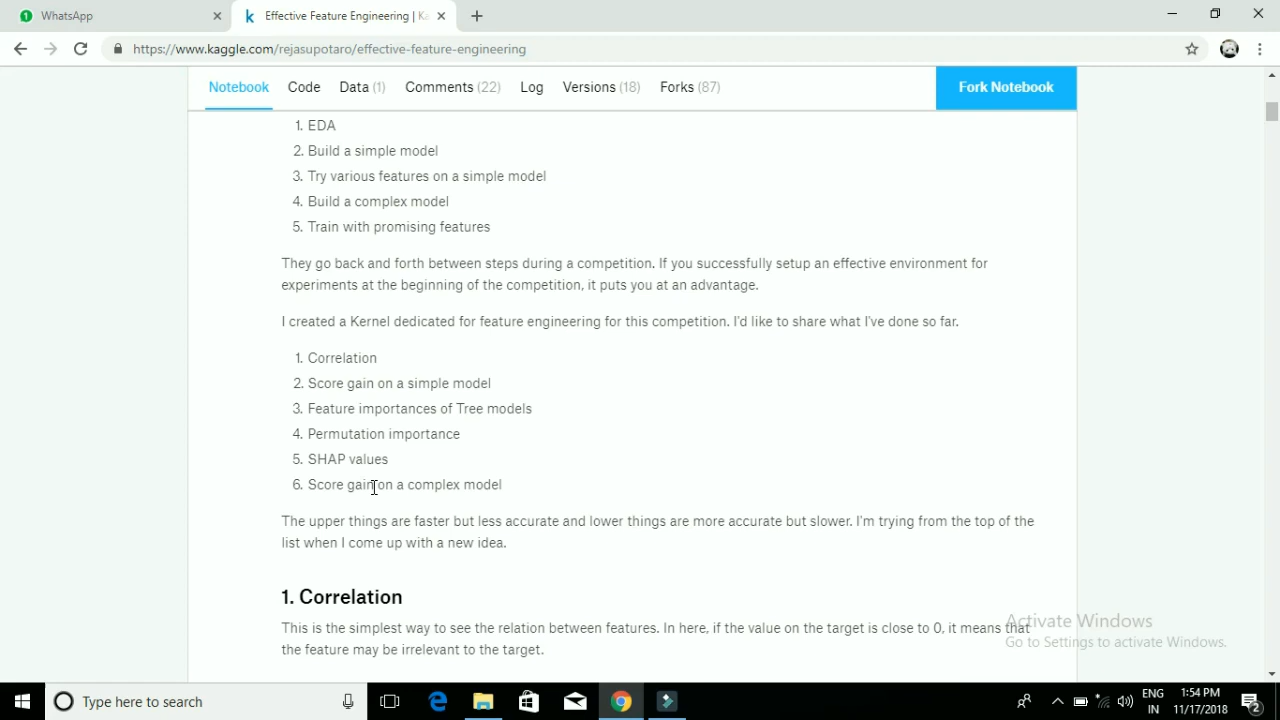 1 WhatsApp
k Effective Feature Engineering | Ka
https://www.kaggle.com/rejasupotaro/effective-feature-engineering
Notebook Code Data (1) Comments (22) Log Versions (18) Forks (87) Fork Notebook
1. EDA
2. Build a simple model
3. Try various features on a simple model
4. Build a complex model
5. Train with promising features
They go back and forth between steps during a competition. If you successfully setup an effective environment for
experiments at the beginning of the competition, it puts you at an advantage.
I created a Kernel dedicated for feature engineering for this competition. I'd like to share what I've done so far.
1. Correlation
2. Score gain on a simple model
3. Feature importances of Tree models
4. Permutation importance
5. SHAP values
6. Score gain on a complex model
The upper things are faster but less accurate and lower things are more accurate but slower. I'm trying from the top of the
list when I come up with a new idea.
1. Correlation
This is the simplest way to see the relation between features. In here, if the value on the target is close to 0, it means that
the feature may be irrelevant to the target.
Activate Windows
Go to Settings to activate Windows.
Type here to search
ENG 1:54 PM
IN 11/17/2018 2